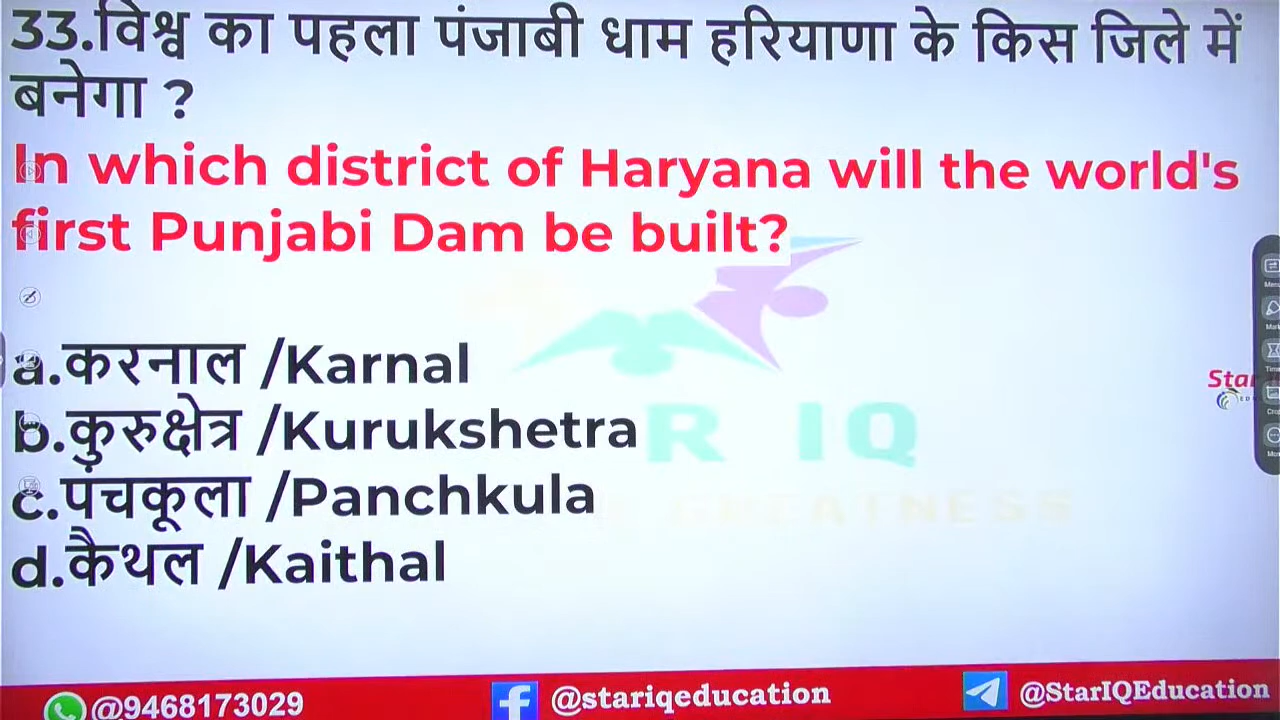 33.विश्व का पहला पंजाबी धाम हरियाणा के किस जिले में
बनेगा ?
In which district of Haryana will the world's
first Punjabi Dam be built?
a.करनाल /Karnal
b.कुरुक्षेत्र /Kurukshetra
c.पंचकूला /Panchkula
d.कैथल /Kaithal
R IQ
Star
@9468173029
@stariqeducation
@StarIQEducation